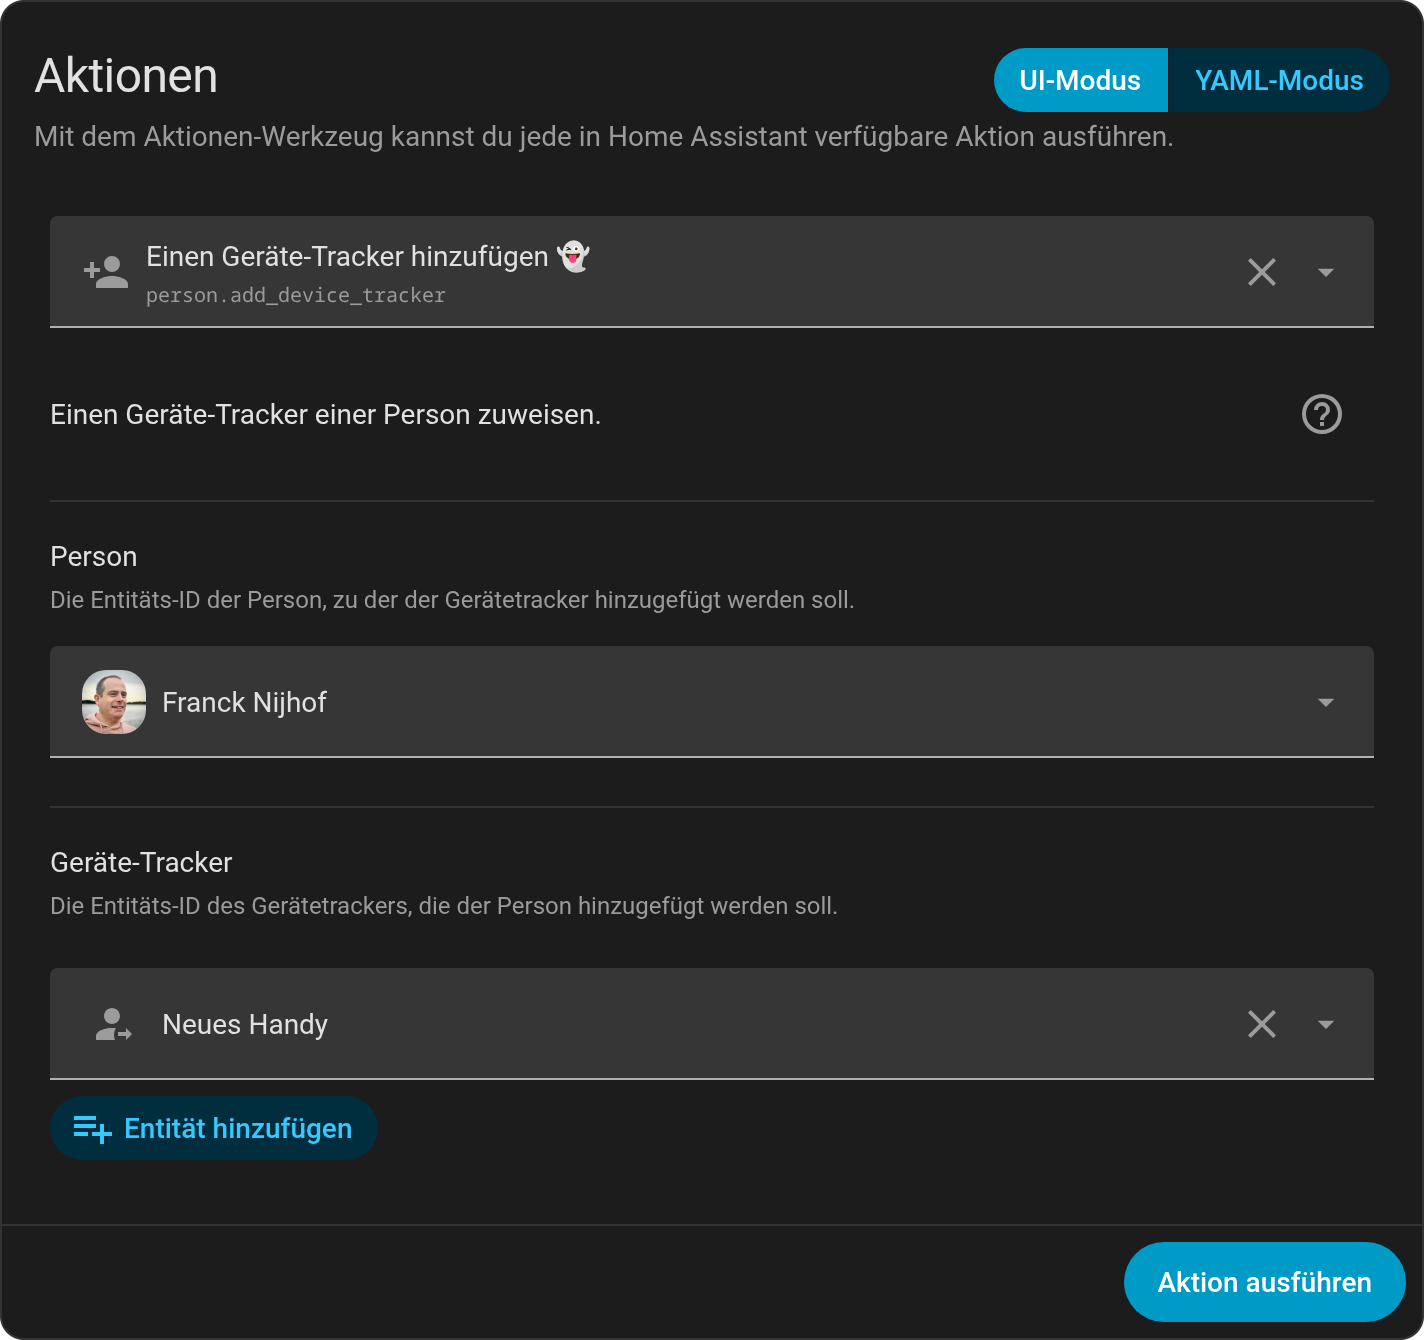 Aktionen
UI-Modus
YAML-Modus
Mit dem Aktionen-Werkzeug kannst du jede in Home Assistant verfügbare Aktion ausführen.
Einen Geräte-Tracker hinzufügen 👻
person.add_device_tracker
Einen Geräte-Tracker einer Person zuweisen.
Person
Die Entitäts-ID der Person, zu der der Gerätetracker hinzugefügt werden soll.
Franck Nijhof
Geräte-Tracker
Die Entitäts-ID des Gerätetrackers, die der Person hinzugefügt werden soll.
Neues Handy
Entität hinzufügen
Aktion ausführen